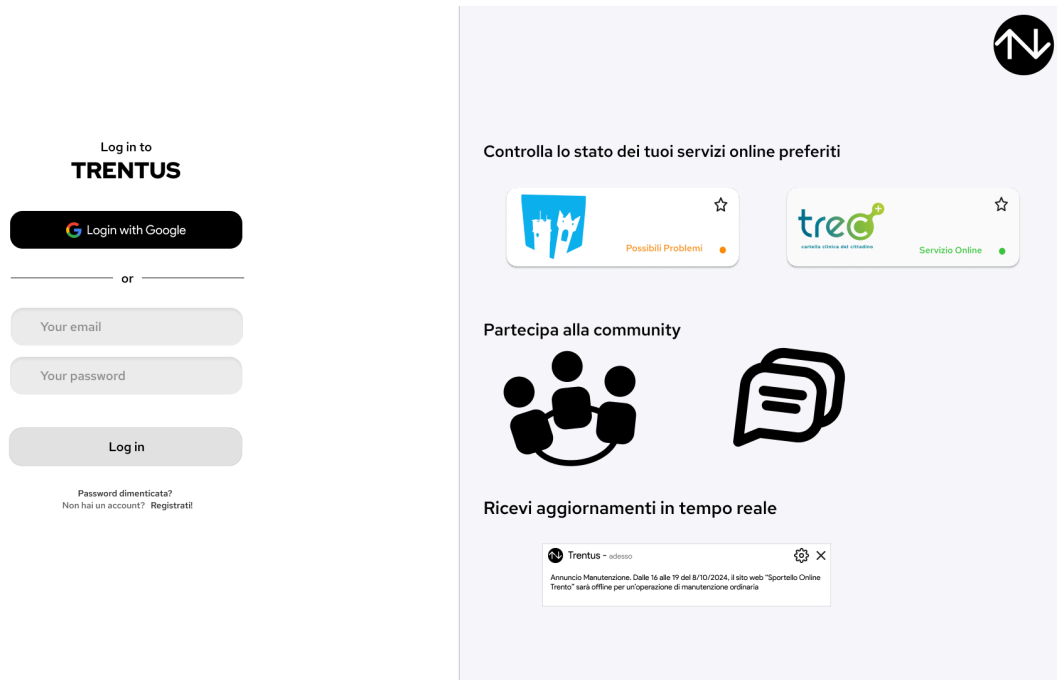 Log in to
TRENTUS
Login with Google
or
Your email
Your password
Log in
Password dimenticata?
Non hai un account? Registrati!
Controlla lo stato dei tuoi servizi online preferiti
Possibili Problemi
trec+
cartella clinica del cittadino
Servizio Online
Partecipa alla community
Ricevi aggiornamenti in tempo reale
Trentus - adesso
Annuncio Manutenzione. Dalle 16 alle 19 del 8/10/2024, il sito web "Sportello Online
Trento" sarà offline per un'operazione di manutenzione ordinaria